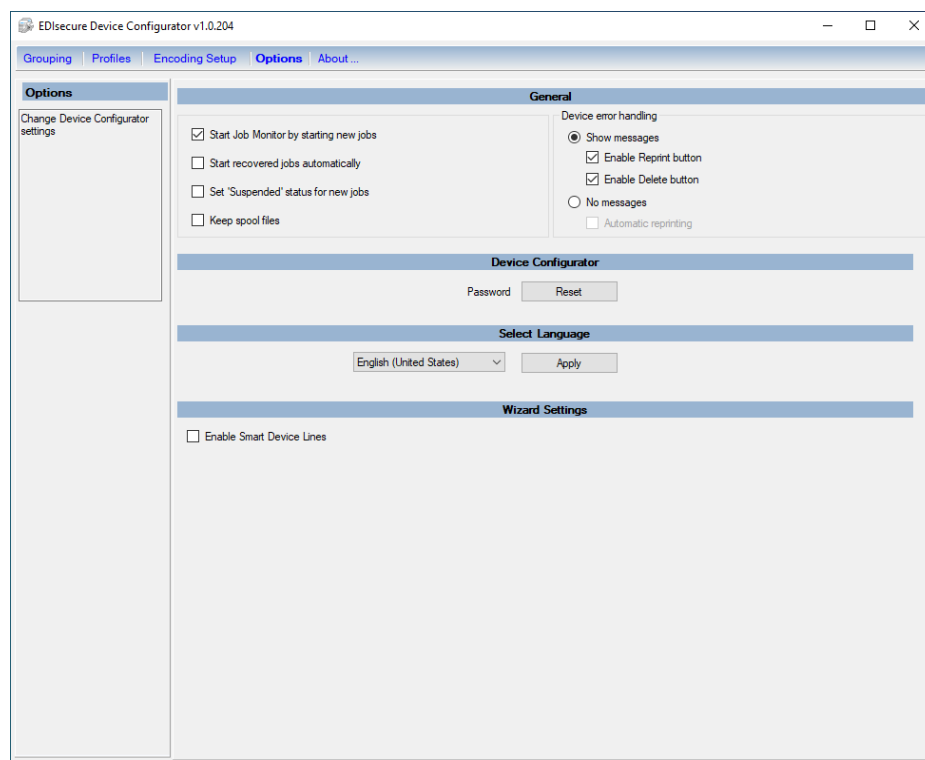 EDIsecure Device Configurator v1.0.204
Grouping Profiles Encoding Setup Options About ...
Options
Change Device Configurator
settings
General
Start Job Monitor by starting new jobs
Start recovered jobs automatically
Set 'Suspended' status for new jobs
Keep spool files
Device error handling
Show messages
Enable Reprint button
Enable Delete button
No messages
Automatic reprinting
Device Configurator
Password Reset
Select Language
English (United States) Apply
Wizard Settings
Enable Smart Device Lines